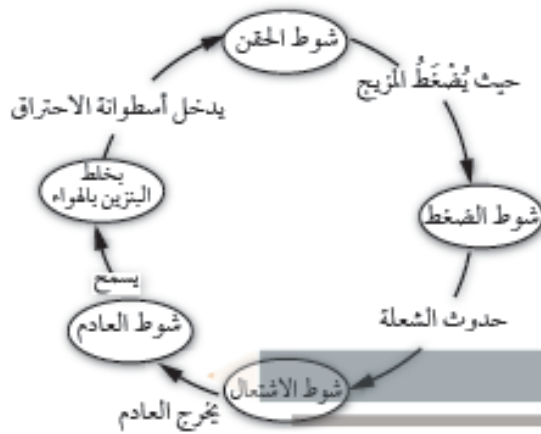 شوط الحقن
حيث يُضْغَطُ المزيج
يدخل أسطوانة الاحتراق
يخلط
البنزين بالهواء
شوط الضغط
يسمح
حدوث الشعلة
شوط العادم
شوط الاشتعال
يخرج العادم